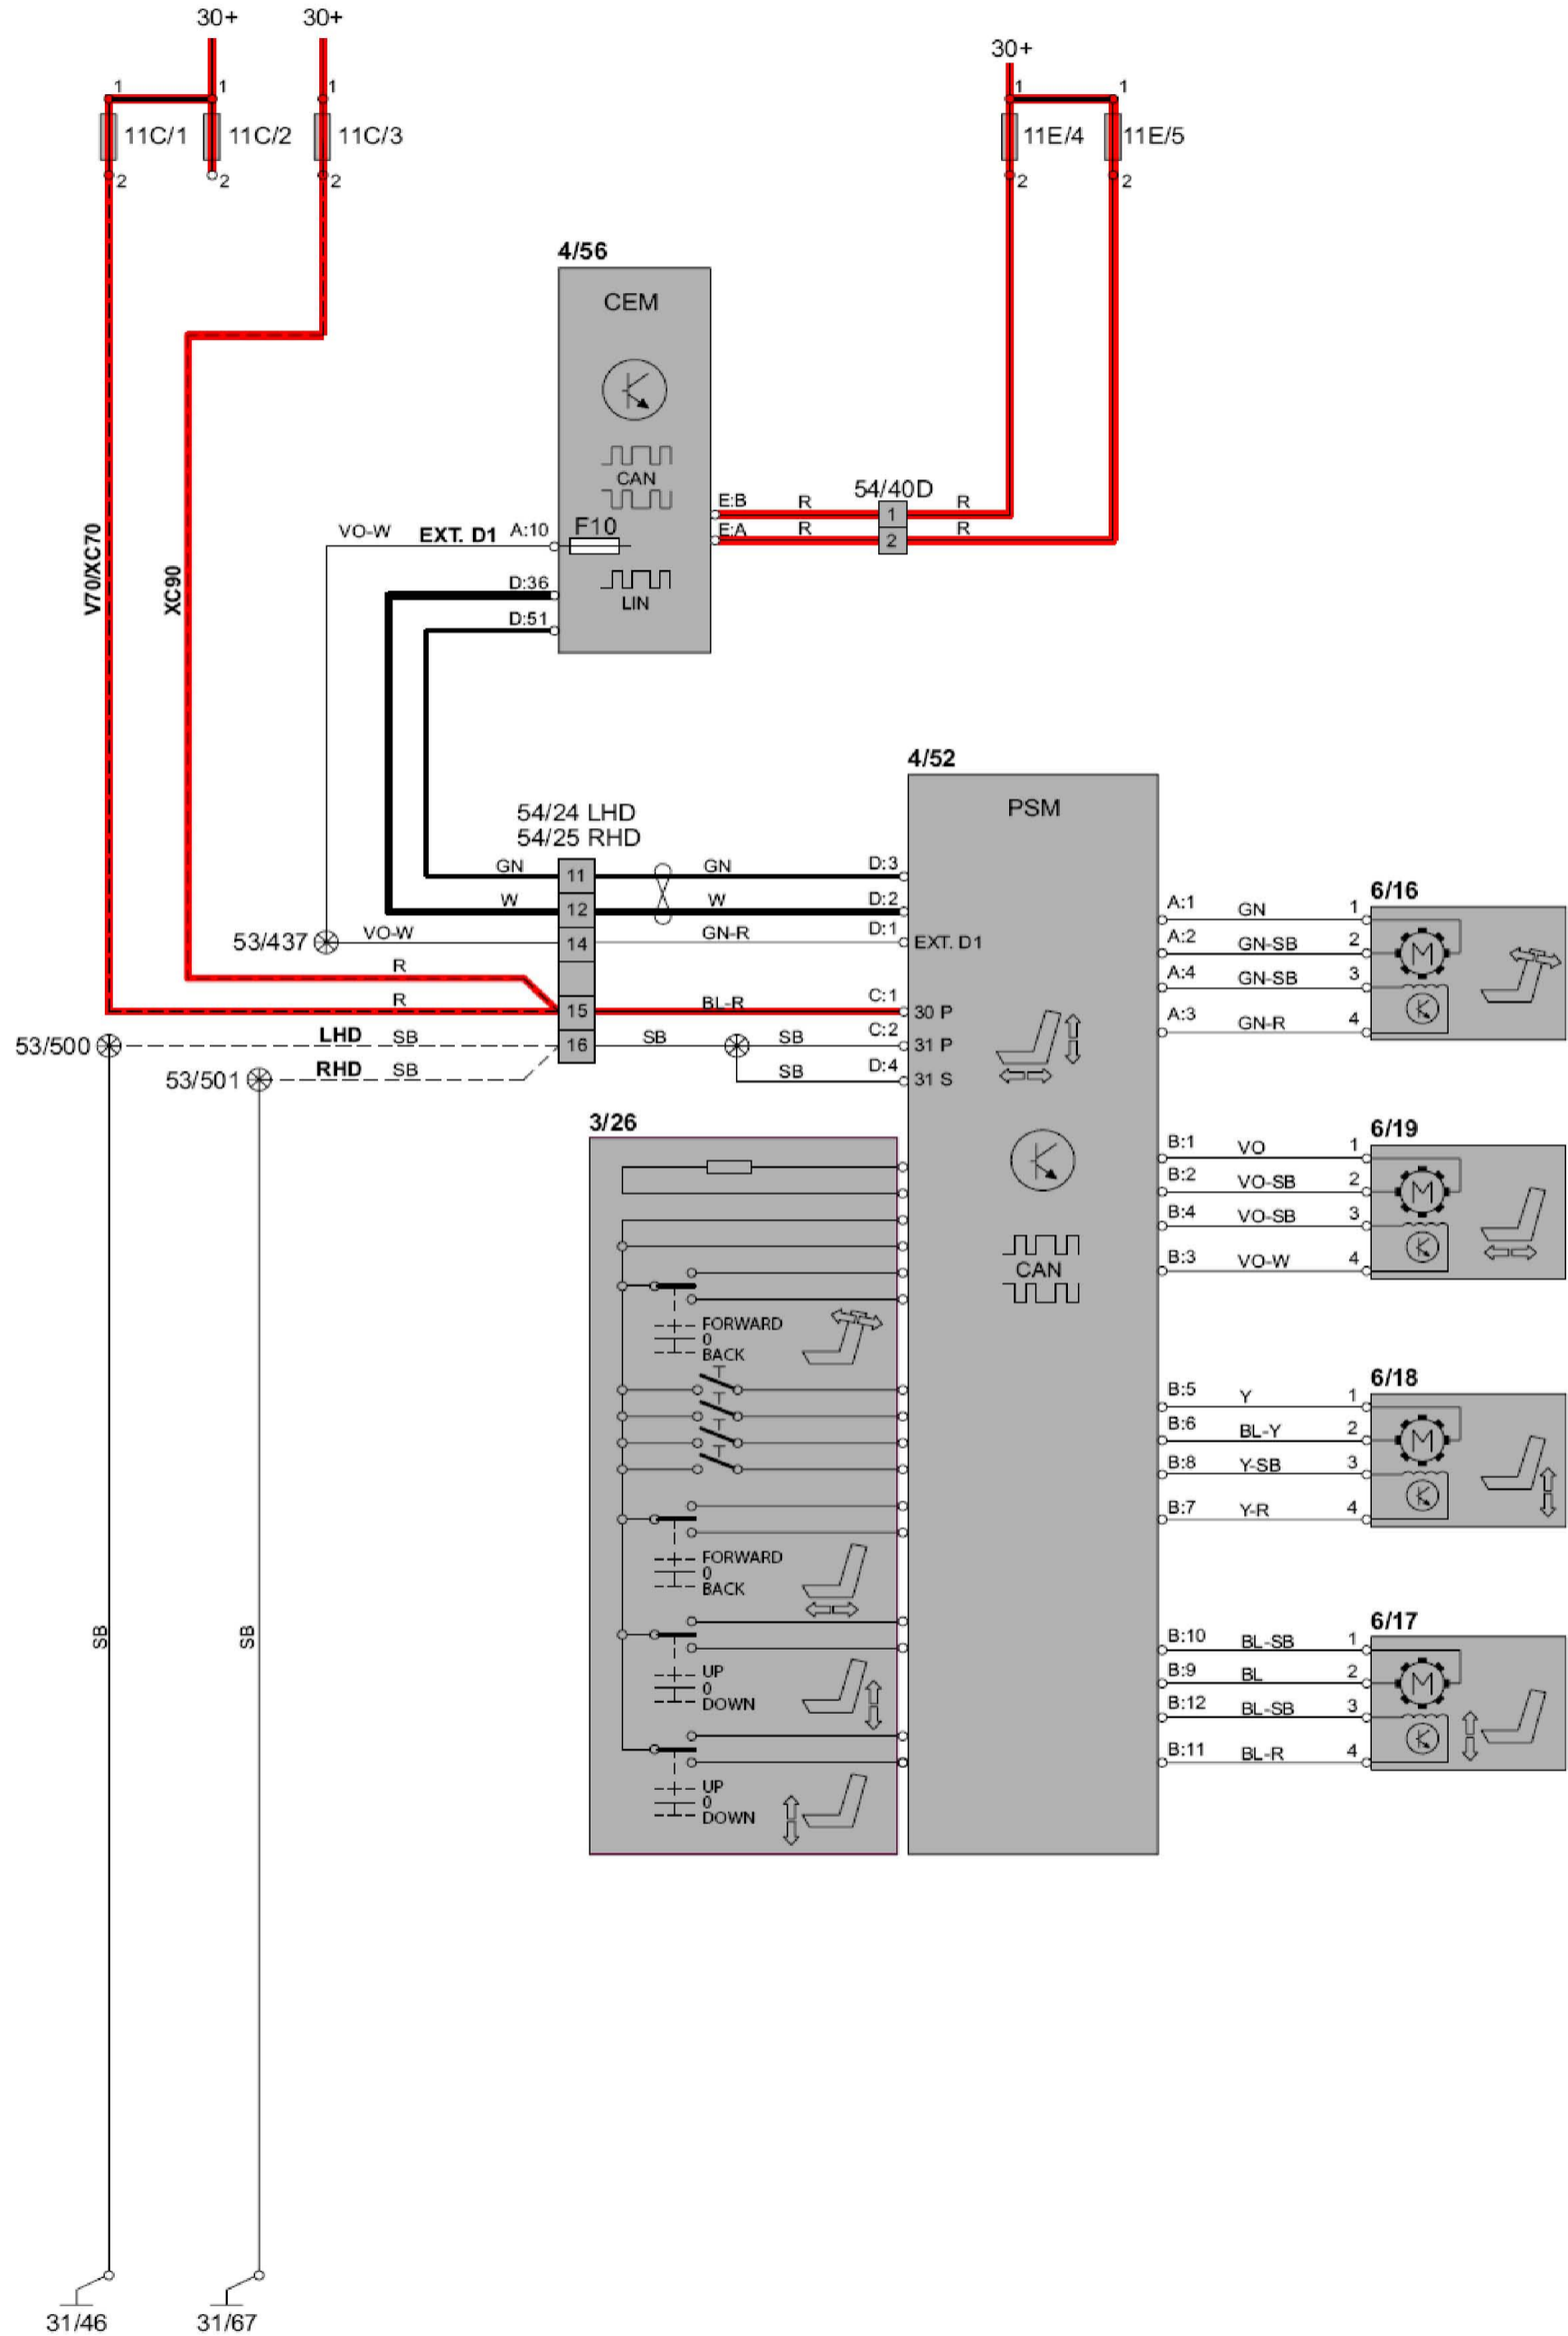 30+ 30+
30+
1 1 1 1 1
11C/1 11C/2 11C/3 11E/4 11E/5
2 2 2 2 2
4/56
CEM
CAN
54/40D
E:B R 1 R
E:A R 2 R
VO-W EXT. D1 A:10 F10
D:36
LIN
D:51
V70/XC70
XC90
4/52
PSM
54/24 LHD
54/25 RHD
GN 11 GN D:3
W 12 W D:2
53/437 VO-W 14 GN-R D:1 EXT. D1
R
R 15 BL-R C:1 30 P
53/500 LHD SB 16 SB SB C:2 31 P
53/501 RHD SB SB D:4 31 S
6/16
A:1 GN 1
A:2 GN-SB 2
M
A:4 GN-SB 3
A:3 GN-R 4
3/26
6/19
B:1 VO 1
B:2 VO-SB 2
M
B:4 VO-SB 3
B:3 VO-W 4
CAN
FORWARD
0
BACK
6/18
B:5 Y 1
B:6 BL-Y 2
M
B:8 Y-SB 3
B:7 Y-R 4
FORWARD
0
BACK
6/17
B:10 BL-SB 1
B:9 BL 2
M
B:12 BL-SB 3
B:11 BL-R 4
UP
0
DOWN
UP
0
DOWN
SB
SB
31/46 31/67